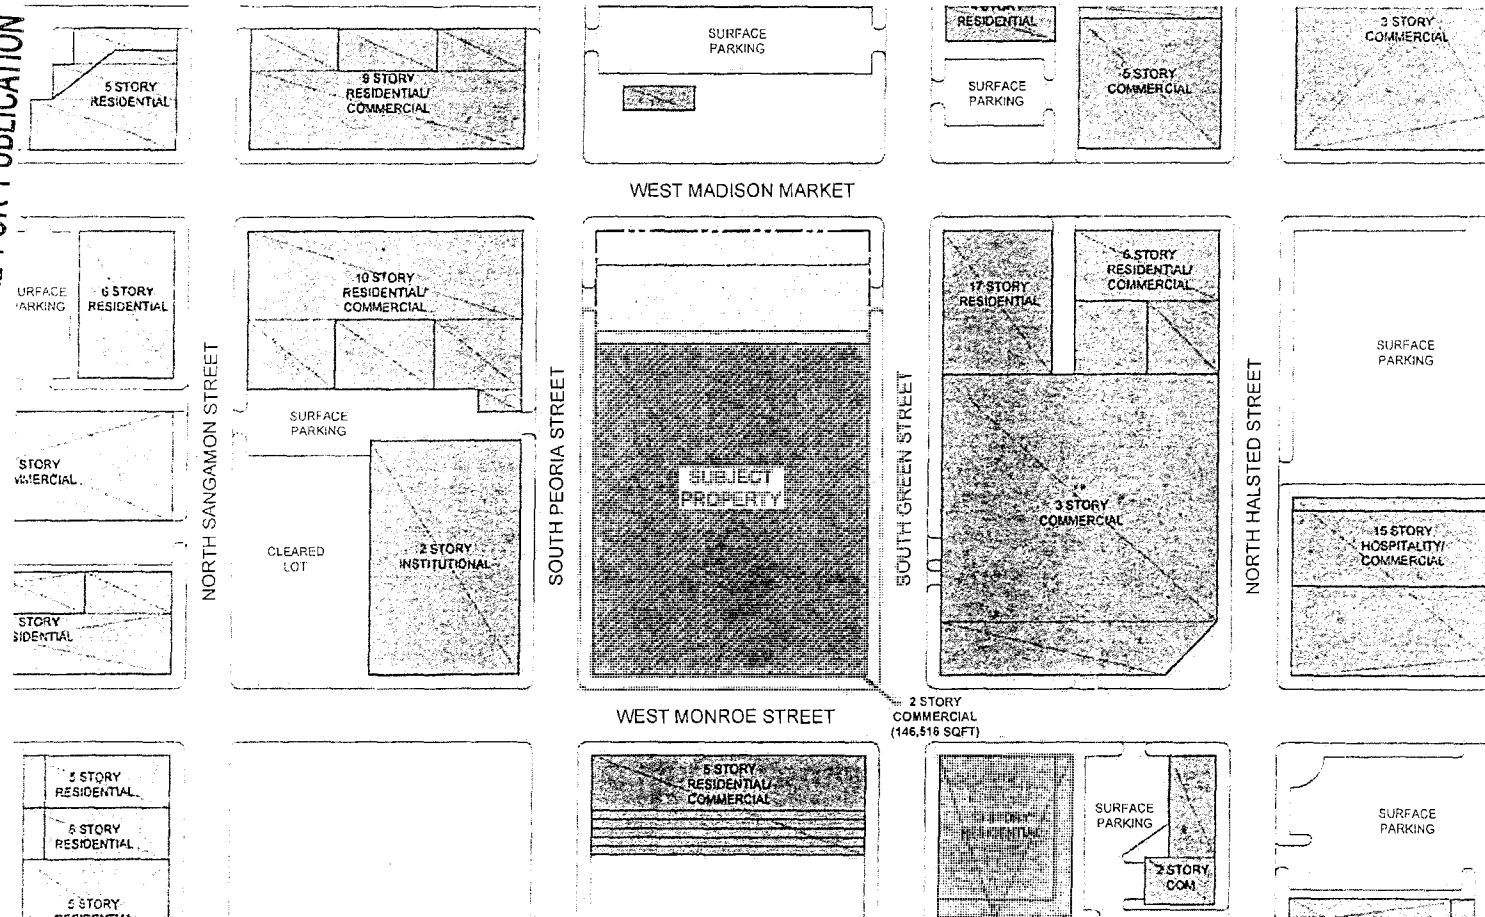 5 STORY
RESIDENTIAL
9 STORY
RESIDENTIAL/
COMMERCIAL
SURFACE
PARKING
RESIDENTIAL
SURFACE
PARKING
5 STORY
COMMERCIAL
3 STORY
COMMERCIAL
WEST MADISON MARKET
6 STORY
RESIDENTIAL
10 STORY
RESIDENTIAL/
COMMERCIAL
17 STORY
RESIDENTIAL
6 STORY
RESIDENTIAL/
COMMERCIAL
SURFACE
PARKING
NORTH SANGAMON STREET
SURFACE
PARKING
SOUTH PEORIA STREET
SUBJECT
PROPERTY
SOUTH GREEN STREET
NORTH HALSTED STREET
STORY
3 STORY
COMMERCIAL
CLEARED
LOT
2 STORY
INSTITUTIONAL
15 STORY
HOSPITALITY/
COMMERCIAL
STORY
WEST MONROE STREET
2 STORY
COMMERCIAL
(146,516 SQFT)
5 STORY
RESIDENTIAL
5 STORY
RESIDENTIAL/
COMMERCIAL
SURFACE
PARKING
SURFACE
PARKING
STORY
RESIDENTIAL
2 STORY
COM.
5 STORY